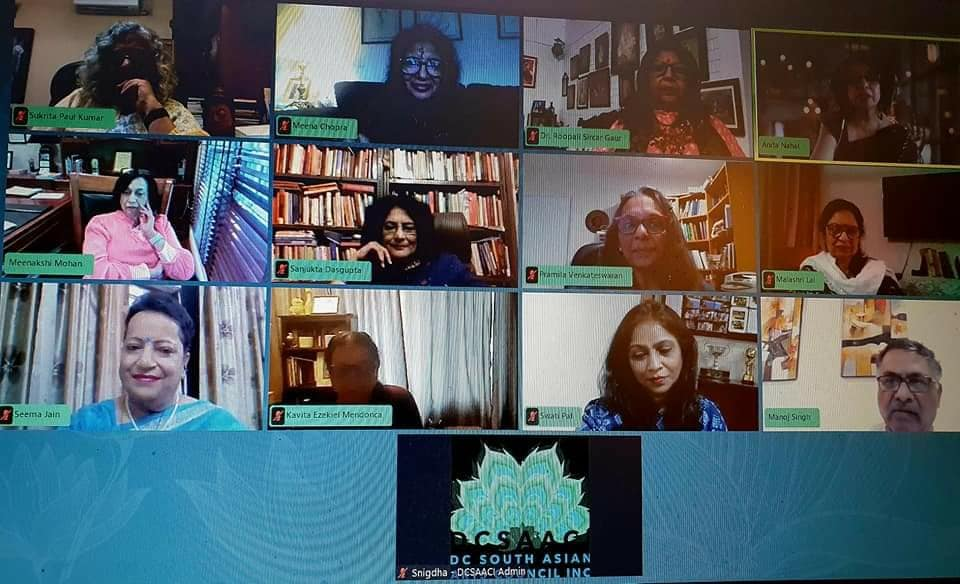 Sukrita Paul Kumar
Meena Chopra
Dr. Roopali Sircar Gaur
Anita Nahal
Meenakshi Mohan
Sanjukta Dasgupta
Pramila Venkateswaran
Malashri Lal
Seema Jain
Kavita Ezekiel Mendonca
Swati Pal
Manoj Singh
DCSAACI
DC SOUTH ASIAN
NCIL INC
Snigdha - DCSAACI Admin